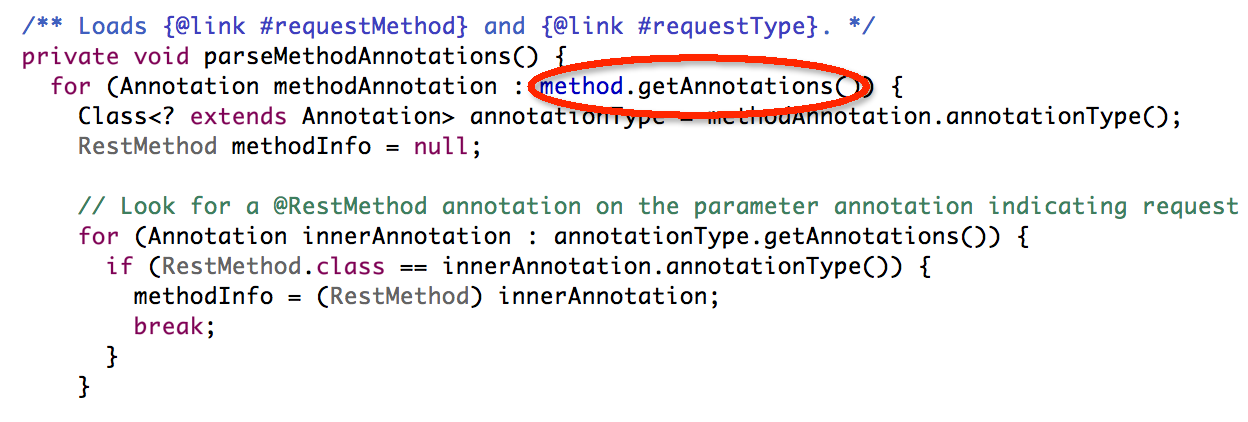 /** Loads {@link #requestMethod} and {@link #requestType}. */
private void parseMethodAnnotations() {
for (Annotation methodAnnotation : method.getAnnotations()) {
Class<? extends Annotation> annotationType = methodAnnotation.annotationType();
RestMethod methodInfo = null;
// Look for a @RestMethod annotation on the parameter annotation indicating request
for (Annotation innerAnnotation : annotationType.getAnnotations()) {
if (RestMethod.class == innerAnnotation.annotationType()) {
methodInfo = (RestMethod) innerAnnotation;
break;
}
}